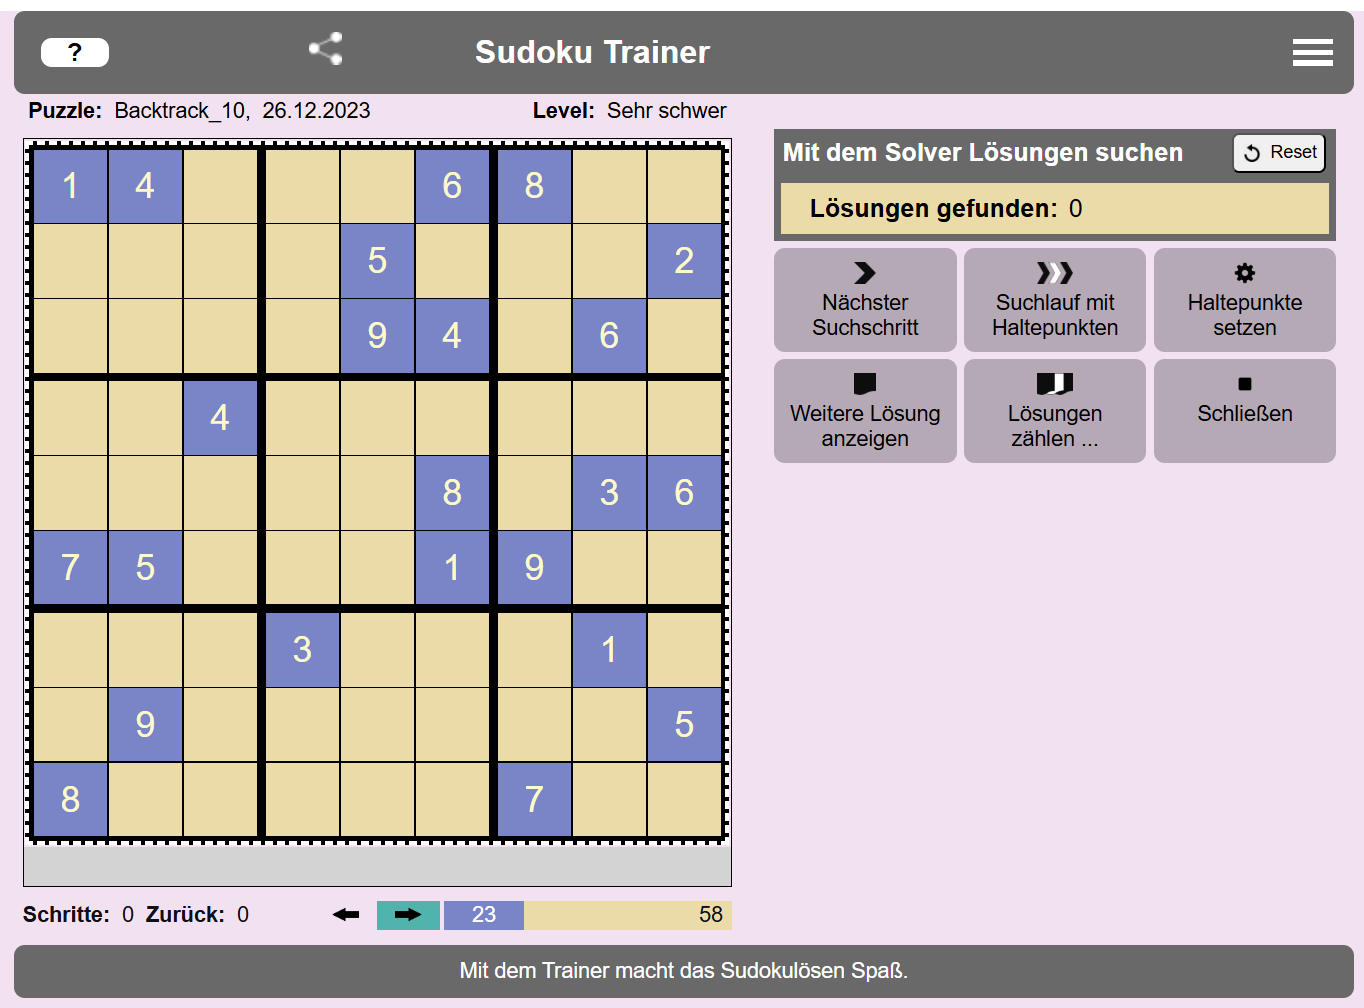 ?
Sudoku Trainer
Puzzle: Backtrack_10, 26.12.2023
Level: Sehr schwer
1 4 6 8
5 2
9 4 6
4
8 3 6
7 5 1 9
3 1
9 5
8 7
Schritte: 0 Zurück: 0
23
58
Mit dem Solver Lösungen suchen
Reset
Lösungen gefunden: 0
Nächster
Suchschritt
Suchlauf mit
Haltepunkten
Haltepunkte
setzen
Weitere Lösung
anzeigen
Lösungen
zählen ...
Schließen
Mit dem Trainer macht das Sudokulösen Spaß.